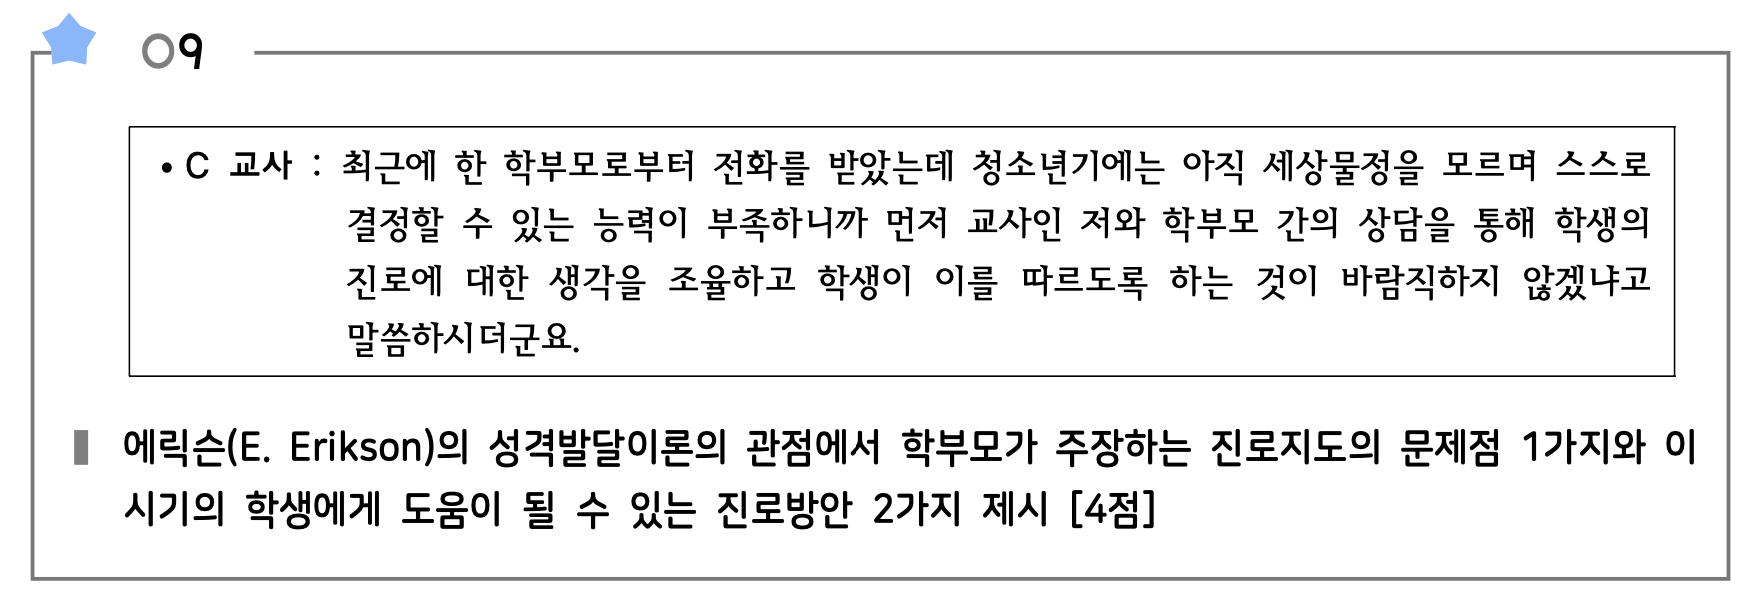 09
• C 교사 : 최근에 한 학부모로부터 전화를 받았는데 청소년기에는 아직 세상물정을 모르며 스스로
결정할 수 있는 능력이 부족하니까 먼저 교사인 저와 학부모 간의 상담을 통해 학생의
진로에 대한 생각을 조율하고 학생이 이를 따르도록 하는 것이 바람직하지 않겠냐고
말씀하시더군요.
에릭슨(E. Erikson)의 성격발달이론의 관점에서 학부모가 주장하는 진로지도의 문제점 1가지와 이
시기의 학생에게 도움이 될 수 있는 진로방안 2가지 제시 [4점]